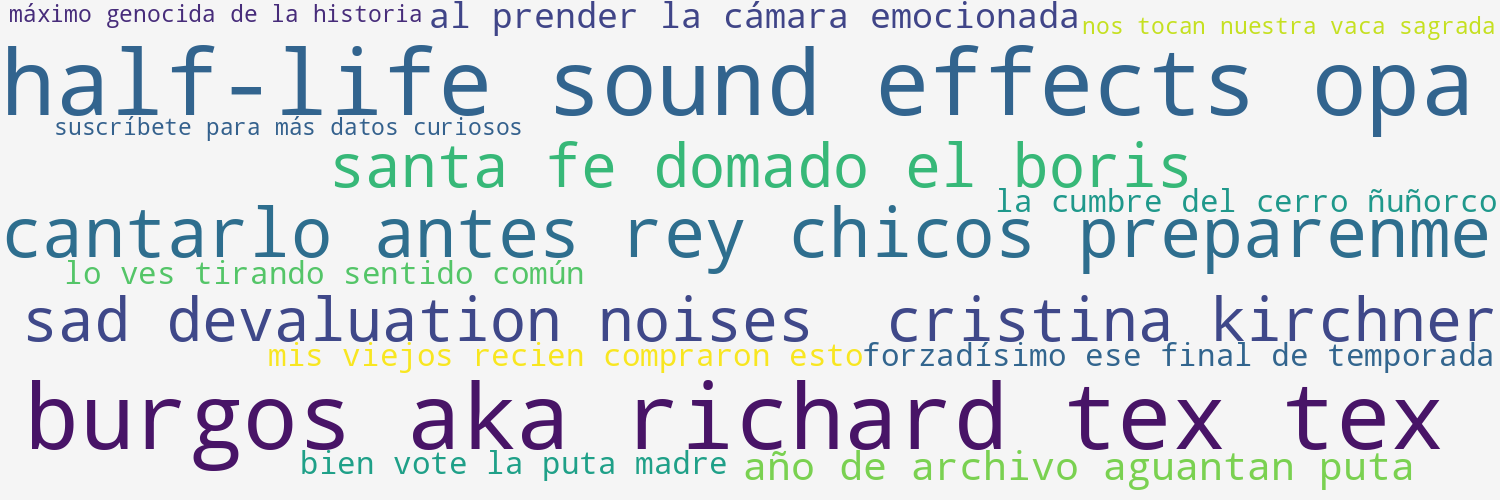 máximo genocida de la historia
al prender la cámara emocionada
nos tocan nuestra vaca sagrada
half-life sound effects opa
suscríbete para más datos curiosos
santa fe domado el boris
la cumbre del cerro ñuñorco
cantarlo antes rey chicos preparenme
lo ves tirando sentido común
sad devaluation noises
cristina kirchner
mis viejos recien compraron esto
forzadísimo ese final de temporada
burgos aka richard tex tex
bien vote la puta madre
año de archivo aguantan puta